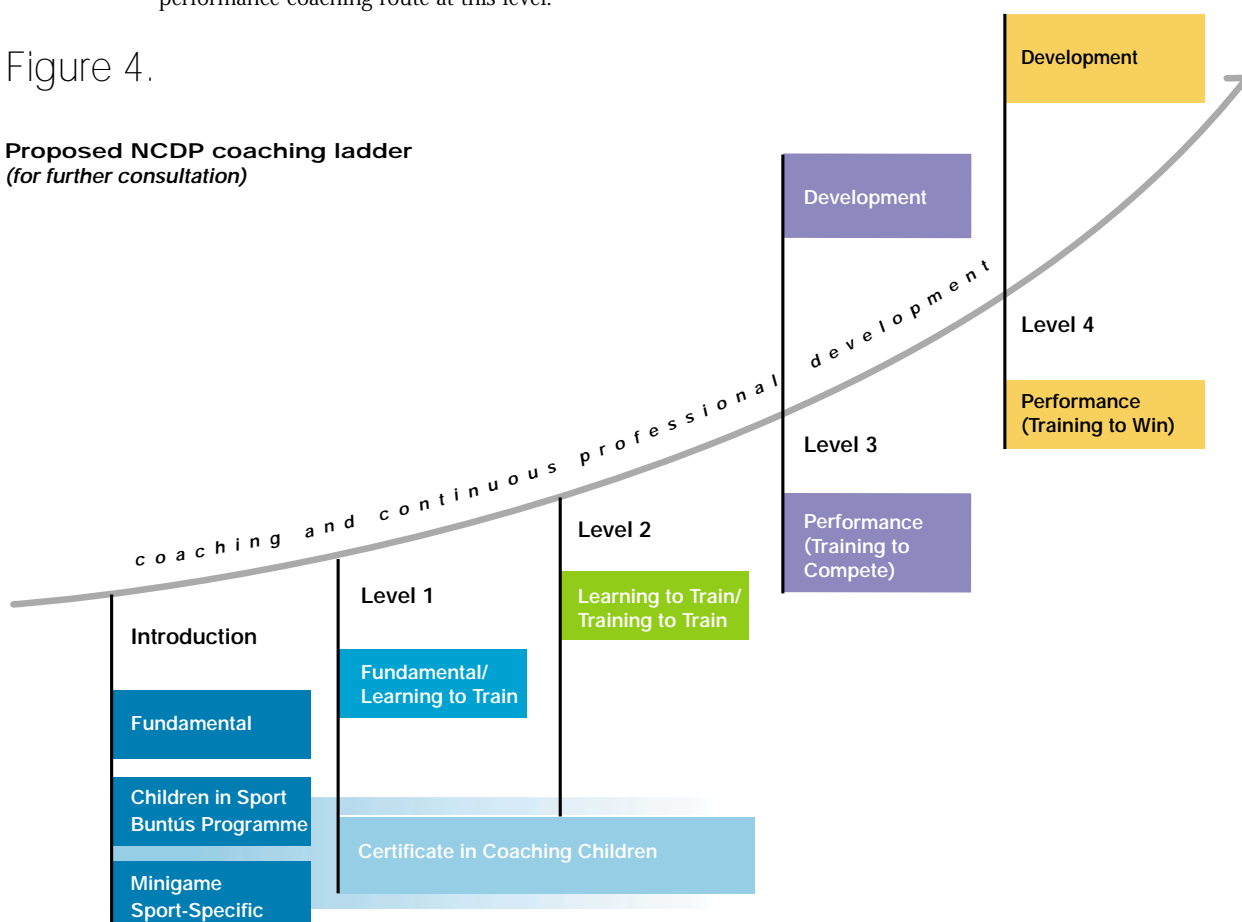 performance coaching route at this level.
Figure 4.
Proposed NCDP coaching ladder
(for further consultation)
Development
Development
coaching and continuous professional development
Level 4
Performance
(Training to Win)
Level 3
Performance
(Training to
Compete)
Level 2
Learning to Train/
Training to Train
Level 1
Fundamental/
Learning to Train
Introduction
Fundamental
Children in Sport
Buntús Programme
Certificate in Coaching Children
Minigame
Sport-Specific